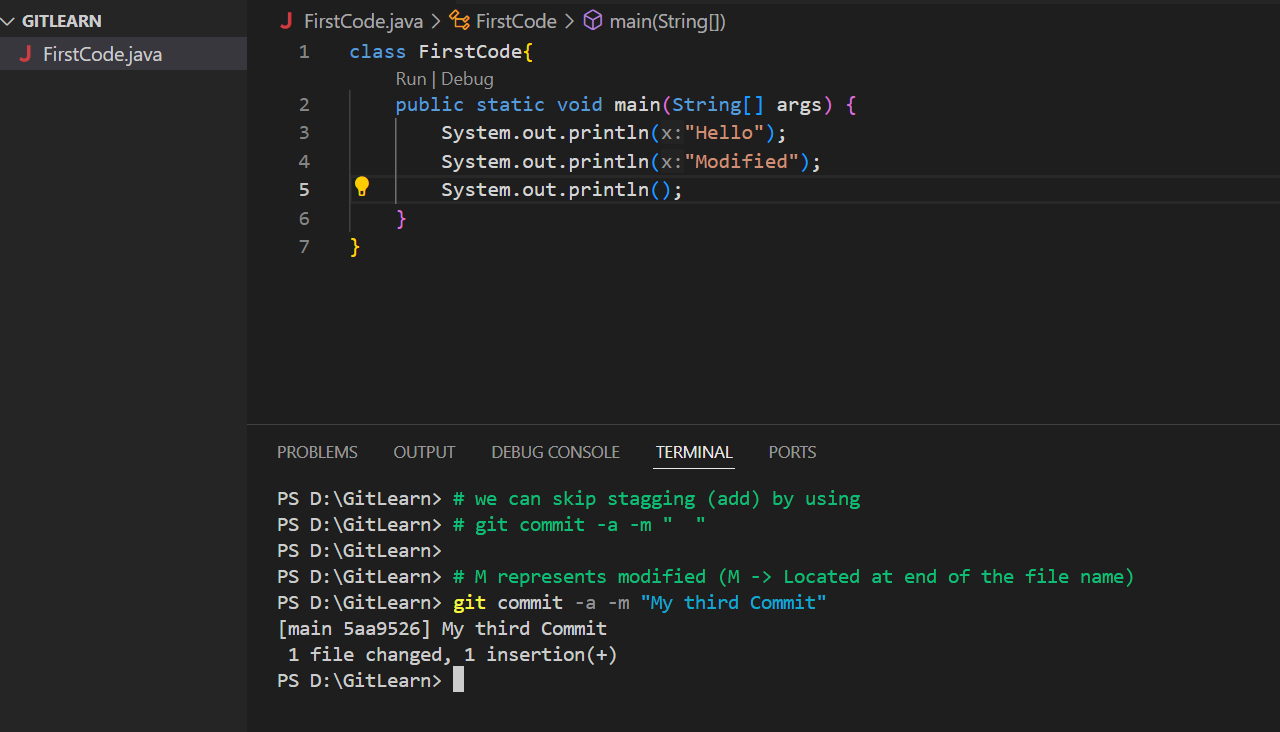 GITLEARN
FirstCode.java
FirstCode.java > FirstCode > main(String[])
1 class FirstCode{
Run | Debug
2 public static void main(String[] args) {
3 System.out.println(x:"Hello");
4 System.out.println(x:"Modified");
5 System.out.println();
6 }
7 }
PROBLEMS OUTPUT DEBUG CONSOLE TERMINAL PORTS
PS D:\GitLearn> # we can skip stagging (add) by using
PS D:\GitLearn> # git commit -a -m "  "
PS D:\GitLearn>
PS D:\GitLearn> # M represents modified (M -> Located at end of the file name)
PS D:\GitLearn> git commit -a -m "My third Commit"
[main 5aa9526] My third Commit
1 file changed, 1 insertion(+)
PS D:\GitLearn>